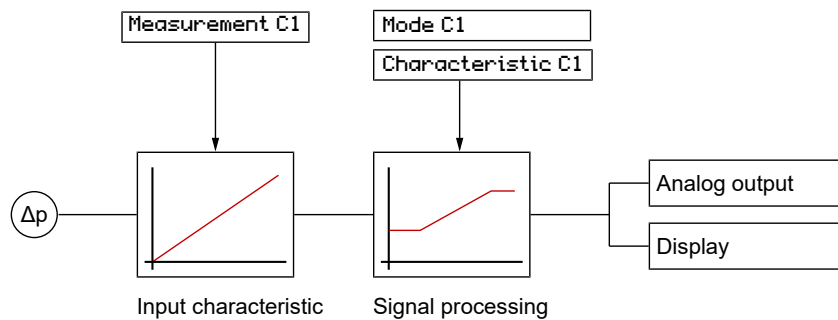 Measurement C1
Mode C1
Characteristic C1
Δp
Analog output
Display
Input characteristic
Signal processing